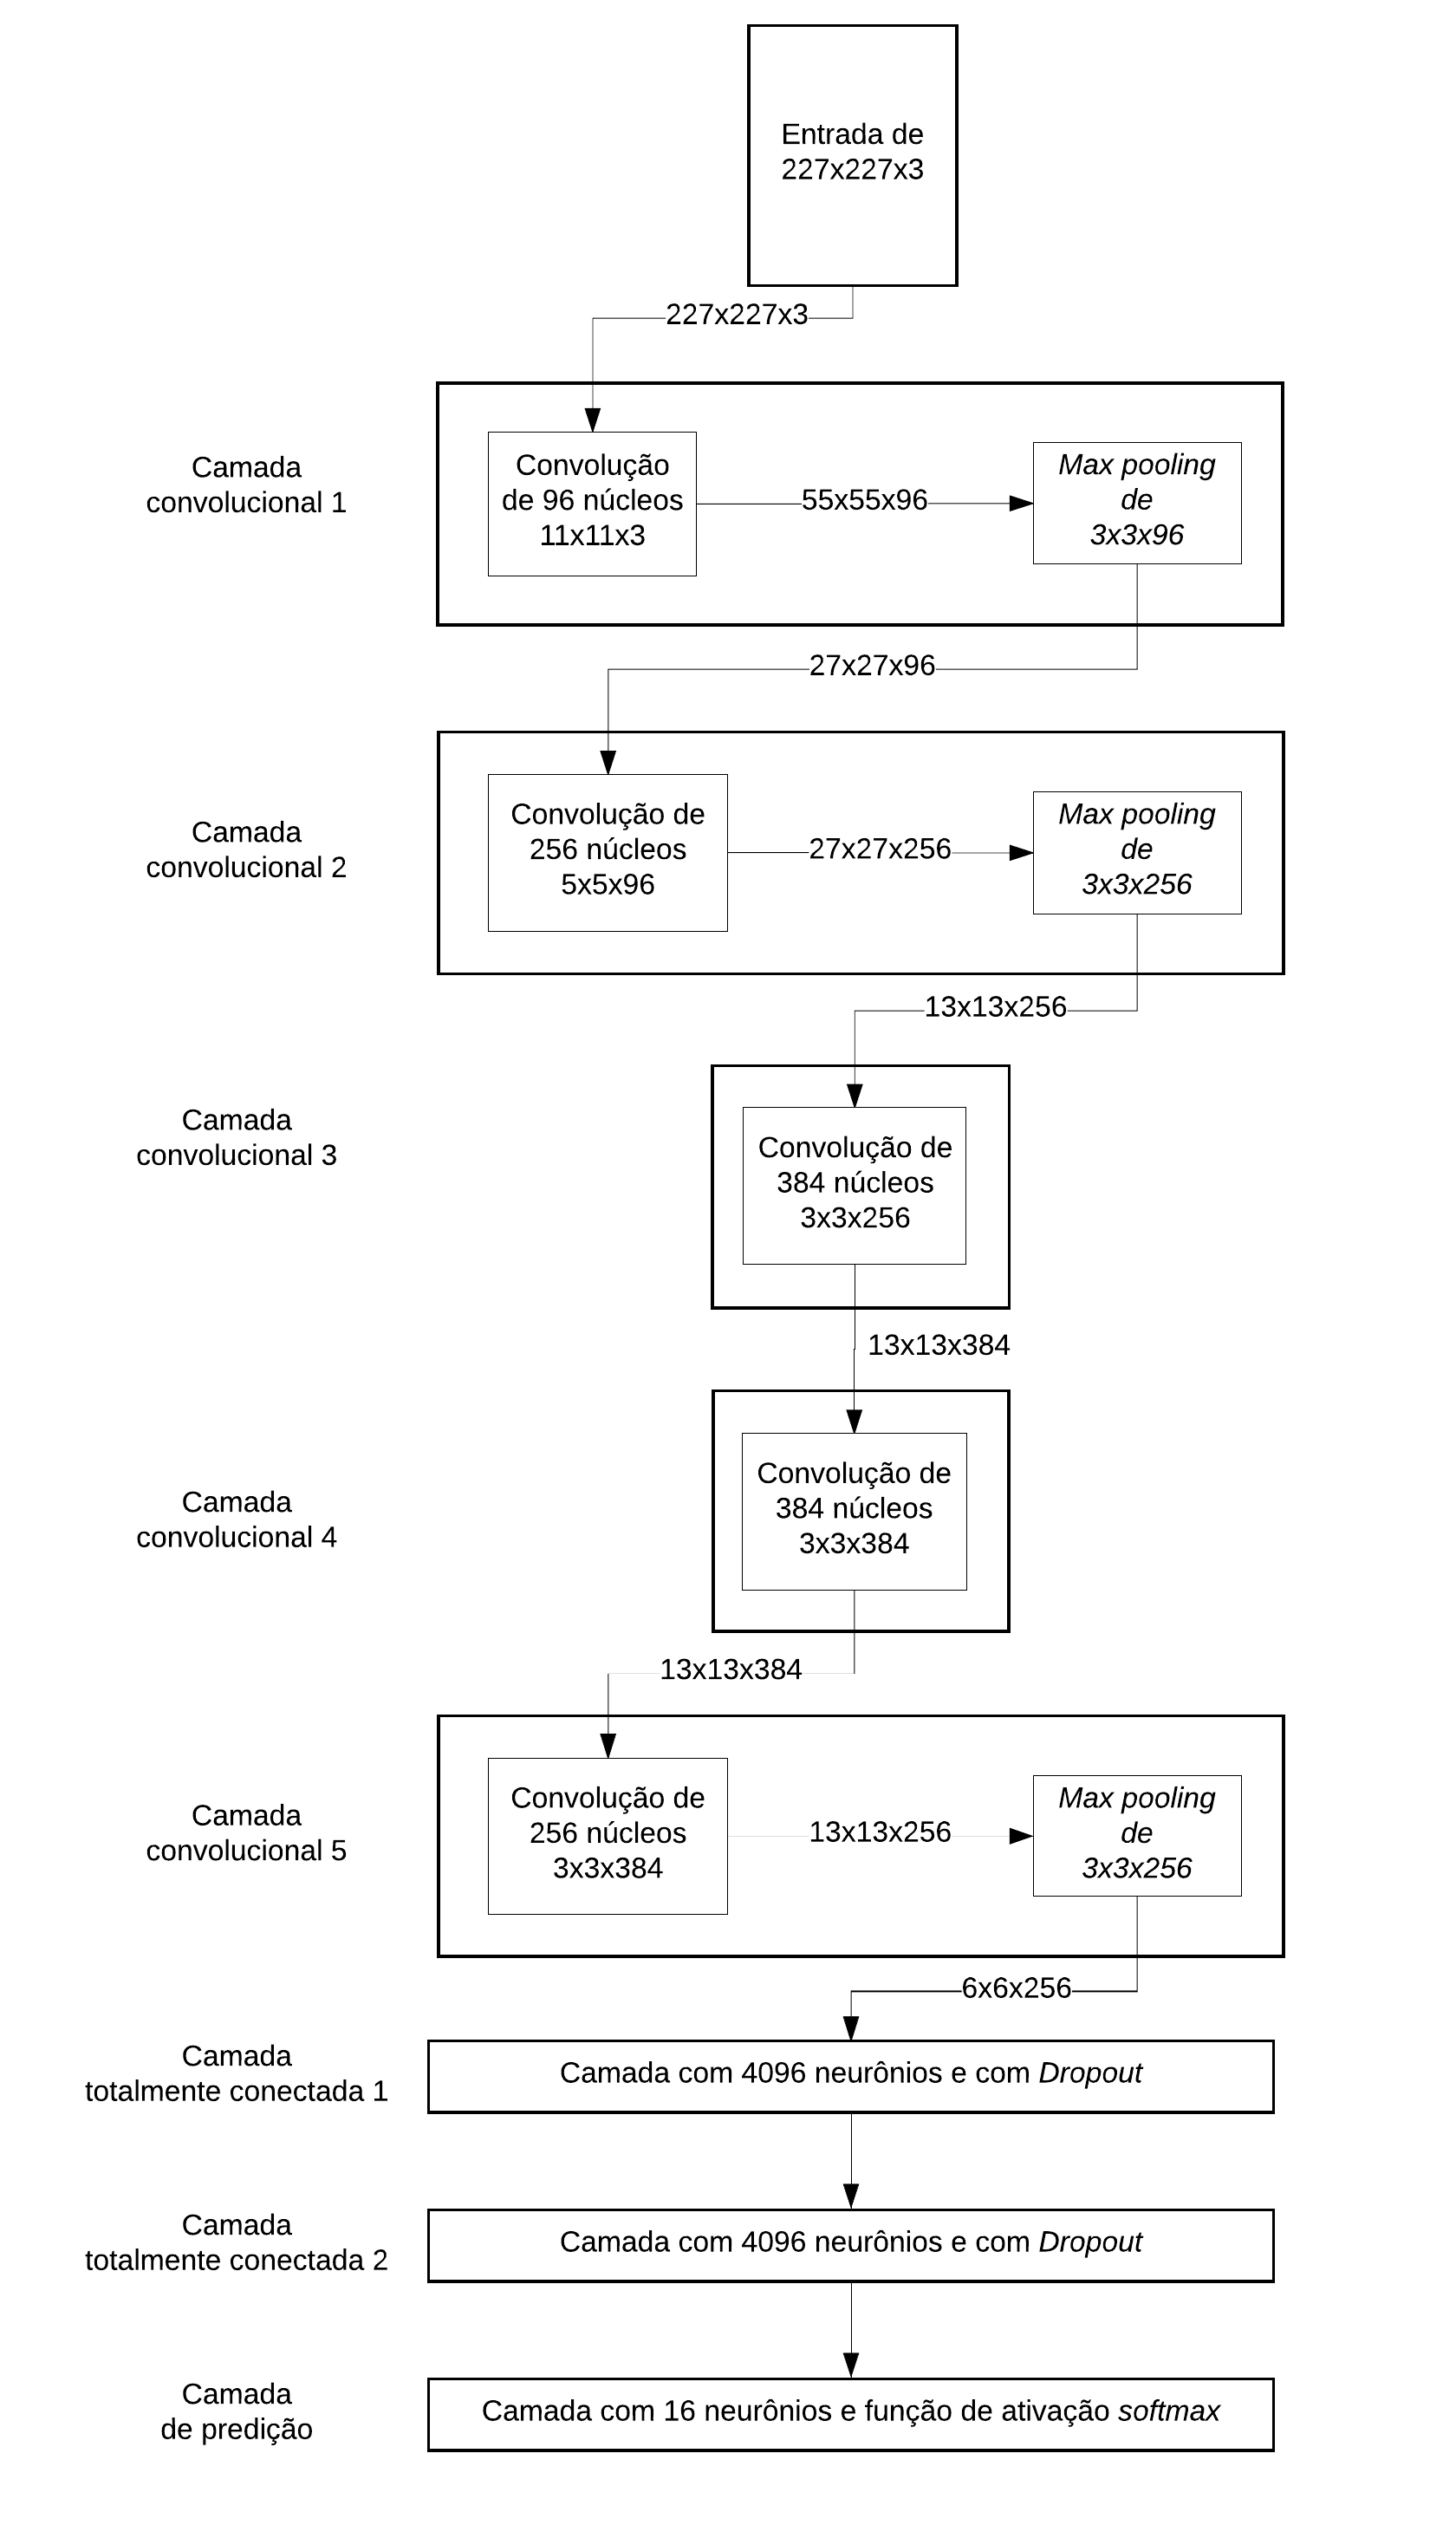 Entrada de
227x227x3
227x227x3
Camada
convolucional 1
Convolução
de 96 núcleos
11x11x3
55x55x96
Max pooling
de
3x3x96
27x27x96
Camada
convolucional 2
Convolução de
256 núcleos
5x5x96
27x27x256
Max pooling
de
3x3x256
13x13x256
Camada
convolucional 3
Convolução de
384 núcleos
3x3x256
13x13x384
Camada
convolucional 4
Convolução de
384 núcleos
3x3x384
13x13x384
Camada
convolucional 5
Convolução de
256 núcleos
3x3x384
13x13x256
Max pooling
de
3x3x256
6x6x256
Camada
totalmente conectada 1
Camada com 4096 neurônios e com Dropout
Camada
totalmente conectada 2
Camada com 4096 neurônios e com Dropout
Camada
de predição
Camada com 16 neurônios e função de ativação softmax